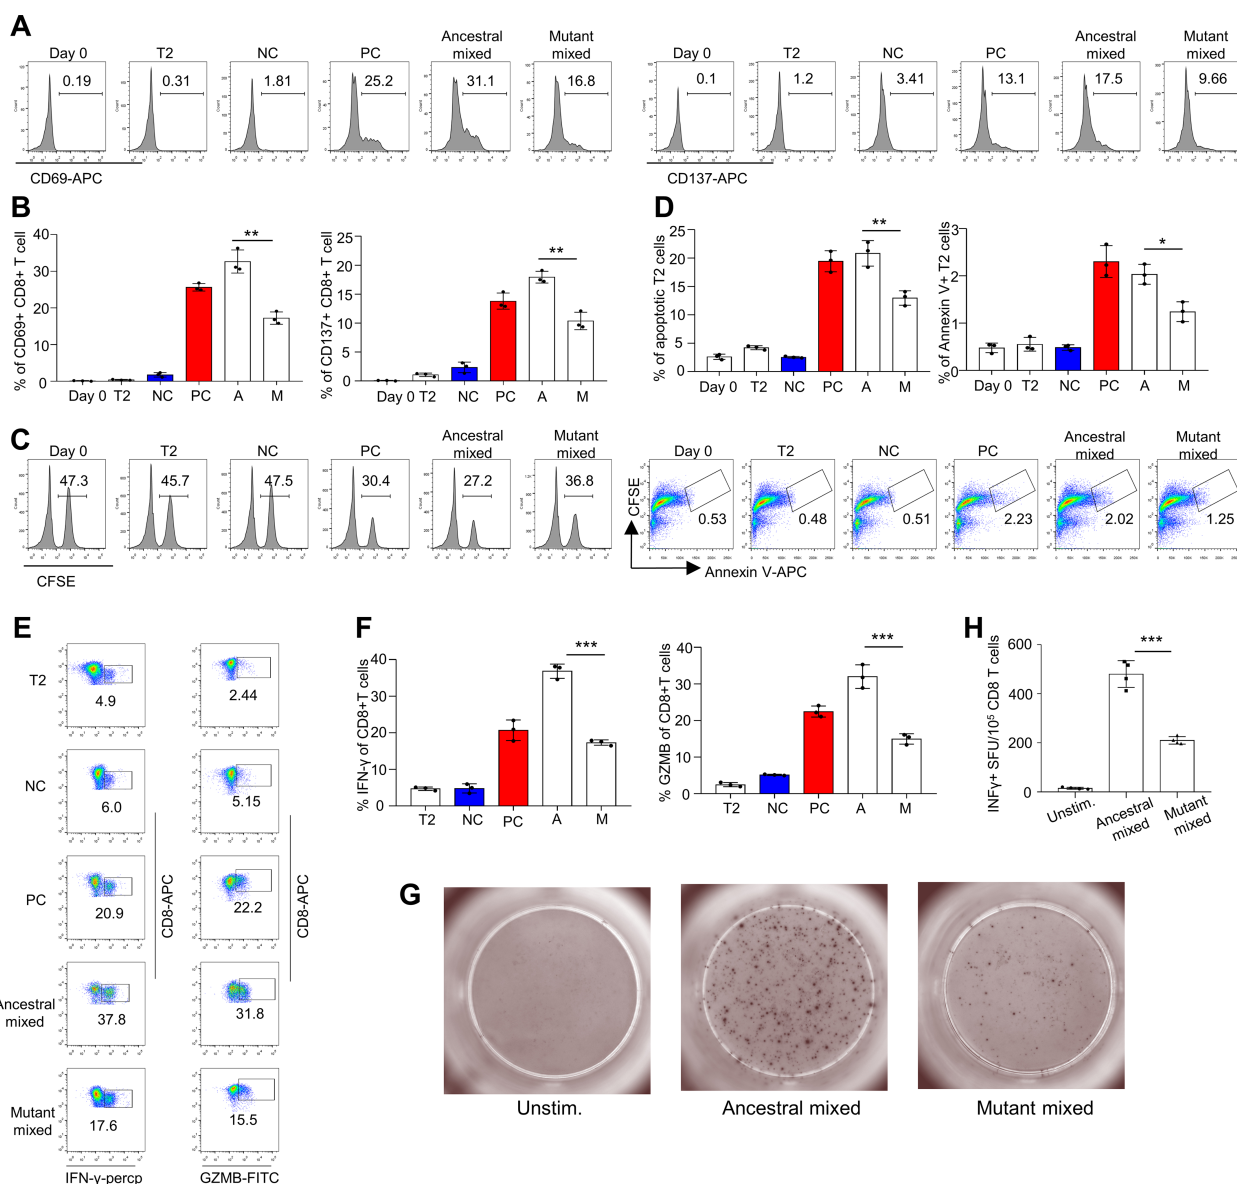 A
Day 0
T2
NC
PC
Ancestral
mixed
Mutant
mixed
0.19
0.31
1.81
25.2
31.1
16.8
CD69-APC
Day 0
T2
NC
PC
Ancestral
mixed
Mutant
mixed
0.1
1.2
3.41
13.1
17.5
9.66
CD137-APC
B
% of CD69+ CD8+ T cell
40
30
20
10
0
**
Day 0 T2 NC PC A M
% of CD137+ CD8+ T cell
25
20
15
10
5
0
**
Day 0 T2 NC PC A M
D
% of apoptotic T2 cells
25
20
15
10
5
0
**
Day 0 T2 NC PC A M
% of Annexin V+ T2 cells
3
2
1
0
*
Day 0 T2 NC PC A M
C
Day 0
T2
NC
PC
Ancestral
mixed
Mutant
mixed
47.3
45.7
47.5
30.4
27.2
36.8
CFSE
Day 0
T2
NC
PC
Ancestral
mixed
Mutant
mixed
0.53
0.48
0.51
2.23
2.02
1.25
CFSE
Annexin V-APC
E
T2
4.9
2.44
NC
6.0
5.15
PC
20.9
22.2
CD8-APC
CD8-APC
Ancestral
mixed
37.8
31.8
Mutant
mixed
17.6
15.5
IFN-γ-percp
GZMB-FITC
F
% IFN-γ of CD8+T cells
40
30
20
10
0
***
T2 NC PC A M
% GZMB of CD8+T cells
40
30
20
10
0
***
T2 NC PC A M
H
INFγ+ SFU/10⁵ CD8 T cells
600
400
200
0
***
Unstim.
Ancestral
mixed
Mutant
mixed
G
Unstim.
Ancestral mixed
Mutant mixed